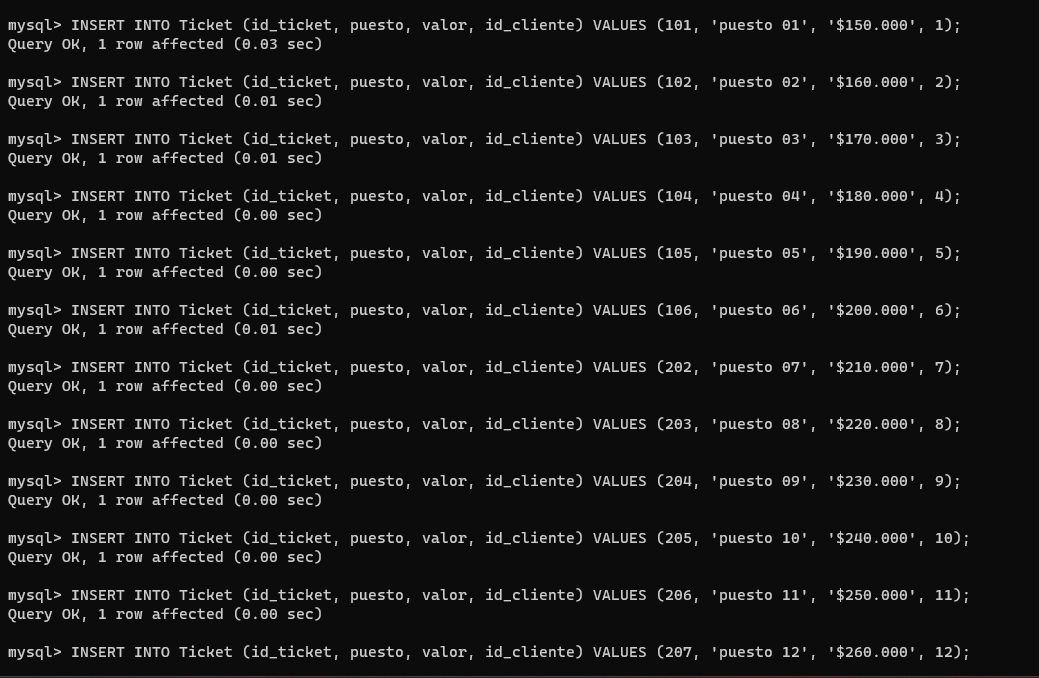 mysql> INSERT INTO Ticket (id_ticket, puesto, valor, id_cliente) VALUES (101, 'puesto 01', '$150.000', 1);
Query OK, 1 row affected (0.03 sec)
mysql> INSERT INTO Ticket (id_ticket, puesto, valor, id_cliente) VALUES (102, 'puesto 02', '$160.000', 2);
Query OK, 1 row affected (0.01 sec)
mysql> INSERT INTO Ticket (id_ticket, puesto, valor, id_cliente) VALUES (103, 'puesto 03', '$170.000', 3);
Query OK, 1 row affected (0.01 sec)
mysql> INSERT INTO Ticket (id_ticket, puesto, valor, id_cliente) VALUES (104, 'puesto 04', '$180.000', 4);
Query OK, 1 row affected (0.00 sec)
mysql> INSERT INTO Ticket (id_ticket, puesto, valor, id_cliente) VALUES (105, 'puesto 05', '$190.000', 5);
Query OK, 1 row affected (0.00 sec)
mysql> INSERT INTO Ticket (id_ticket, puesto, valor, id_cliente) VALUES (106, 'puesto 06', '$200.000', 6);
Query OK, 1 row affected (0.01 sec)
mysql> INSERT INTO Ticket (id_ticket, puesto, valor, id_cliente) VALUES (202, 'puesto 07', '$210.000', 7);
Query OK, 1 row affected (0.00 sec)
mysql> INSERT INTO Ticket (id_ticket, puesto, valor, id_cliente) VALUES (203, 'puesto 08', '$220.000', 8);
Query OK, 1 row affected (0.00 sec)
mysql> INSERT INTO Ticket (id_ticket, puesto, valor, id_cliente) VALUES (204, 'puesto 09', '$230.000', 9);
Query OK, 1 row affected (0.00 sec)
mysql> INSERT INTO Ticket (id_ticket, puesto, valor, id_cliente) VALUES (205, 'puesto 10', '$240.000', 10);
Query OK, 1 row affected (0.00 sec)
mysql> INSERT INTO Ticket (id_ticket, puesto, valor, id_cliente) VALUES (206, 'puesto 11', '$250.000', 11);
Query OK, 1 row affected (0.00 sec)
mysql> INSERT INTO Ticket (id_ticket, puesto, valor, id_cliente) VALUES (207, 'puesto 12', '$260.000', 12);